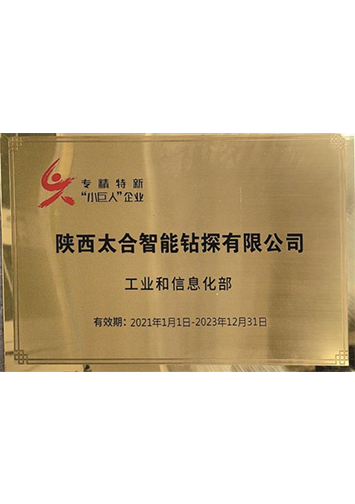 专精特新
“小巨人”企业
陕西太合智能钻探有限公司
工业和信息化部
有效期：2021年1月1日-2023年12月31日